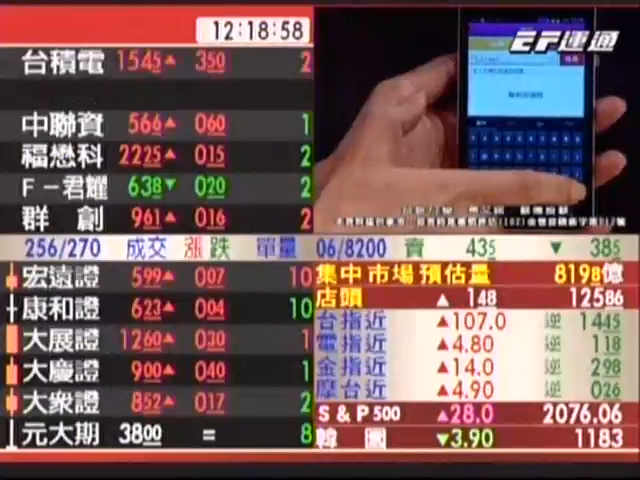 12:18:58
EF運通
台積電 1545▲ 350 2
中聯資 566▲ 060 1
福懋科 2225▲ 015 2
F－君耀 638▼ 020 2
群創 961▲ 016 2
256/270 成交 漲跌 單量
06/8200 賣 435 ▼ 385
宏遠證 599▲ 007 10
康和證 623▲ 004 10
大展證 1260▲ 030 1
大慶證 900▲ 040 1
大眾證 852▲ 017 2
元大期 3800 = 8
集中市場預估量 8198億
店頭 ▲ 148 12586
台指近 ▲107.0 逆 1445
電指近 ▲4.80 逆 118
金指近 ▲14.0 逆 298
摩台近 ▲4.90 逆 026
S&P500 ▲28.0 2076.06
韓圜 ▼3.90 1183